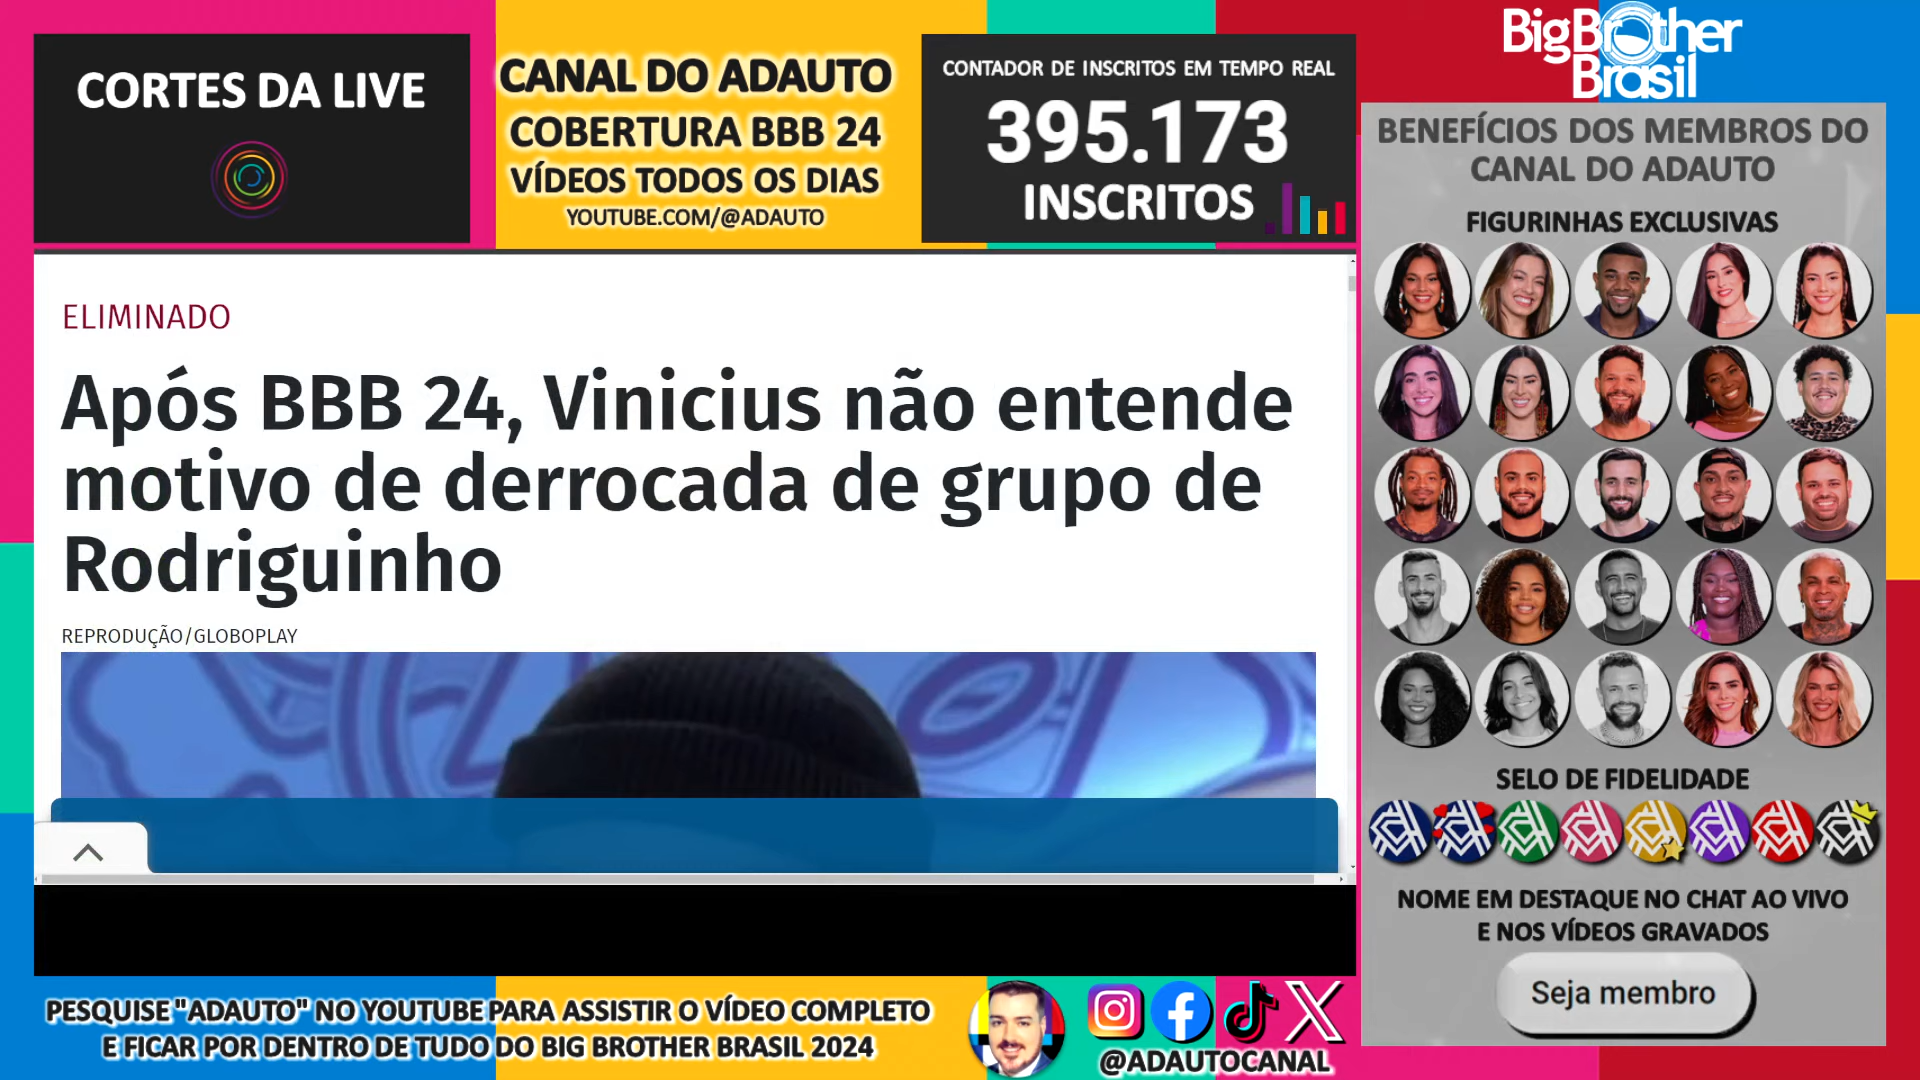 CORTES DA LIVE
CANAL DO ADAUTO
COBERTURA BBB 24
VÍDEOS TODOS OS DIAS
YOUTUBE.COM/@ADAUTO
CONTADOR DE INSCRITOS EM TEMPO REAL
395.173
INSCRITOS
BigBrother
Brasil
BENEFÍCIOS DOS MEMBROS DO
CANAL DO ADAUTO
FIGURINHAS EXCLUSIVAS
ELIMINADO
Após BBB 24, Vinicius não entende
motivo de derrocada de grupo de
Rodriguinho
REPRODUÇÃO/GLOBOPLAY
SELO DE FIDELIDADE
NOME EM DESTAQUE NO CHAT AO VIVO
E NOS VÍDEOS GRAVADOS
Seja membro
PESQUISE "ADAUTO" NO YOUTUBE PARA ASSISTIR O VÍDEO COMPLETO
E FICAR POR DENTRO DE TUDO DO BIG BROTHER BRASIL 2024
@ADAUTOCANAL